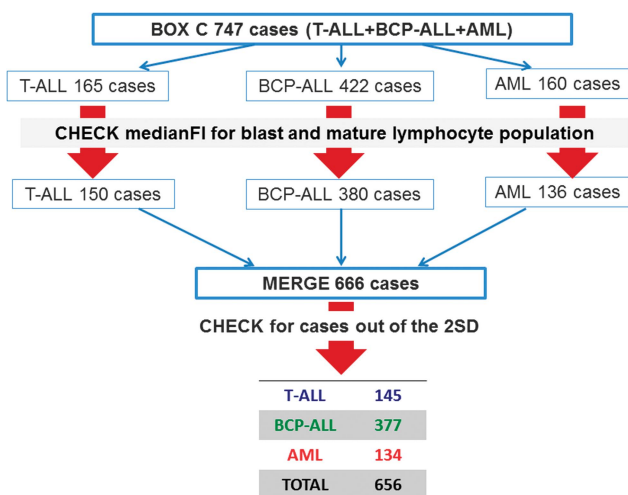 BOX C 747 cases (T-ALL+BCP-ALL+AML)
T-ALL 165 cases
BCP-ALL 422 cases
AML 160 cases
CHECK medianFI for blast and mature lymphocyte population
T-ALL 150 cases
BCP-ALL 380 cases
AML 136 cases
MERGE 666 cases
CHECK for cases out of the 2SD
T-ALL 145
BCP-ALL 377
AML 134
TOTAL 656